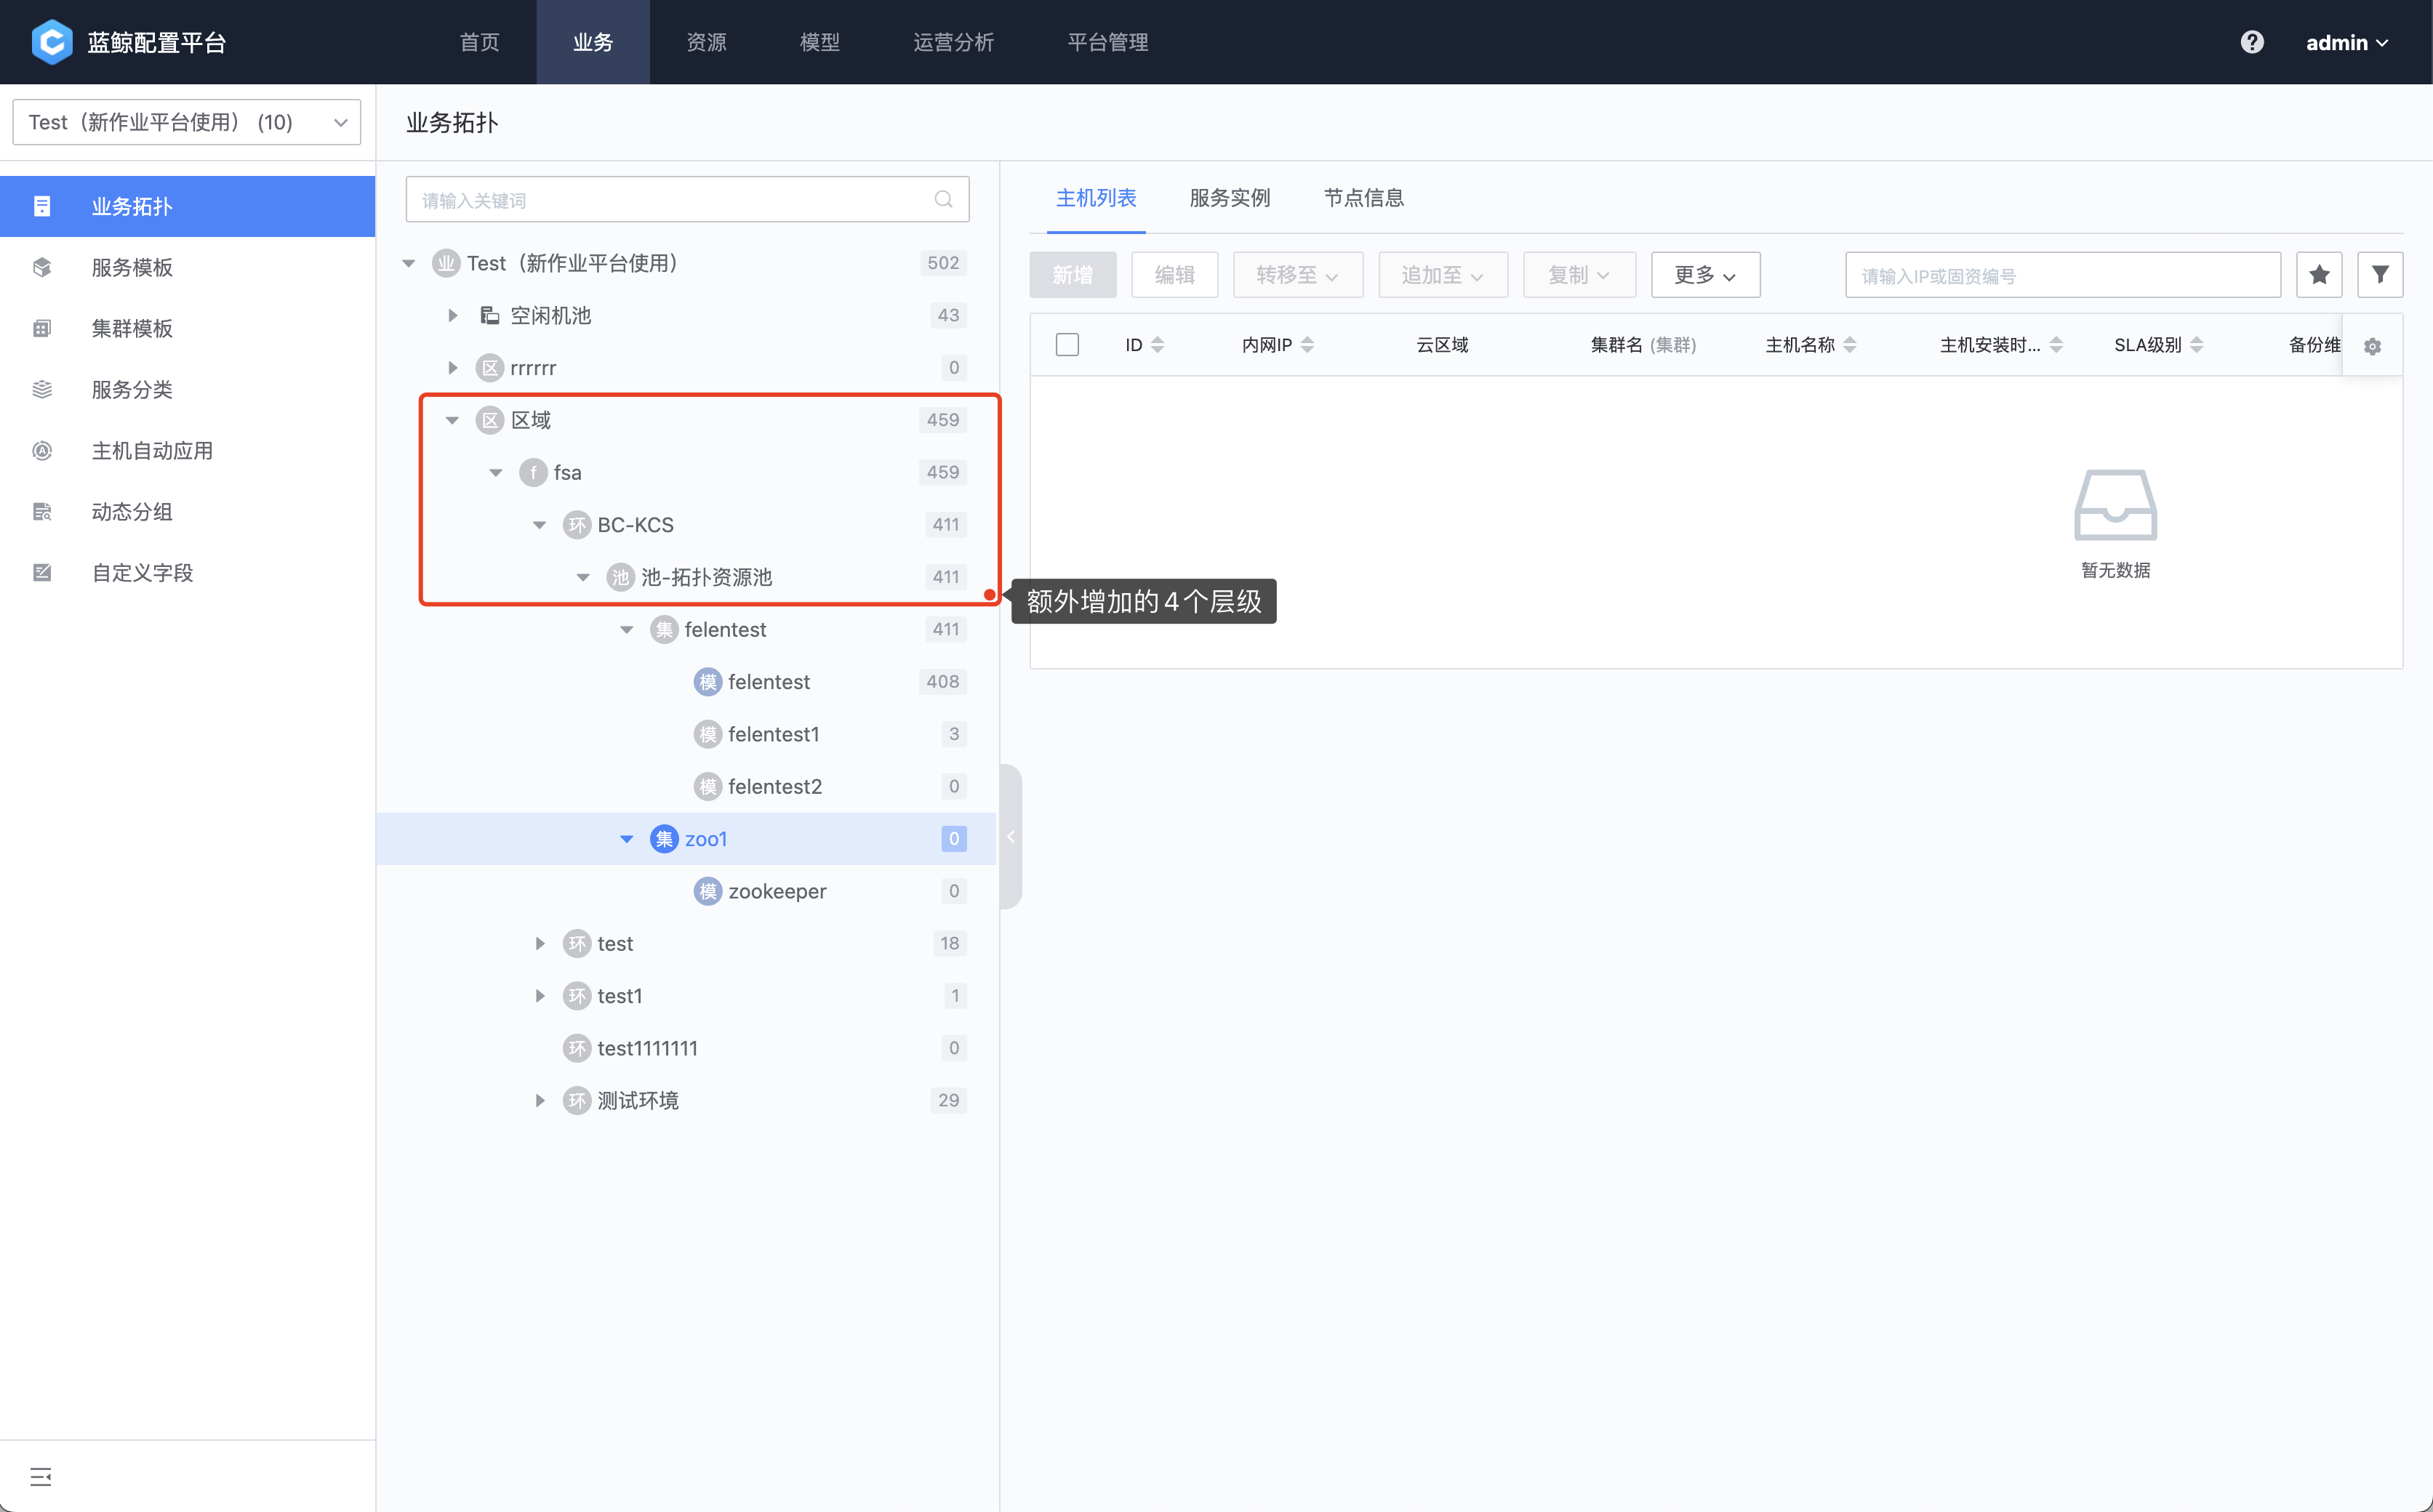 蓝鲸配置平台
首页
业务
资源
模型
运营分析
平台管理
admin
Test（新作业平台使用） (10)
业务拓扑
业务拓扑
服务模板
集群模板
服务分类
主机自动应用
动态分组
自定义字段
请输入关键词
业 Test（新作业平台使用） 502
空闲机池 43
区 rrrrrr 0
区 区域 459
f fsa 459
环 BC-KCS 411
池 池-拓扑资源池 411
额外增加的4个层级
集 felentest 411
模 felentest 408
模 felentest1 3
模 felentest2 0
集 zoo1 0
模 zookeeper 0
环 test 18
环 test1 1
环 test1111111 0
环 测试环境 29
主机列表
服务实例
节点信息
新增
编辑
转移至
追加至
复制
更多
请输入IP或固资编号
ID
内网IP
云区域
集群名 (集群)
主机名称
主机安装时...
SLA级别
备份维
暂无数据